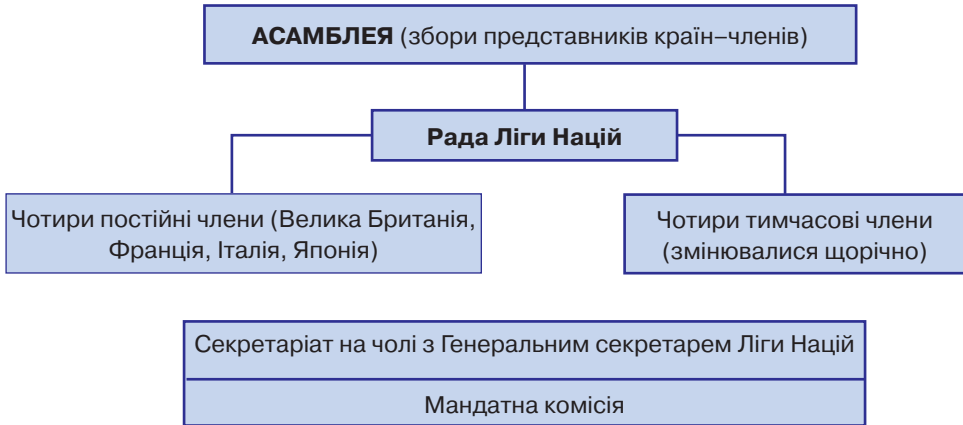 АСАМБЛЕЯ (збори представників країн–членів)
Рада Ліги Націй
Чотири постійні члени (Велика Британія,
Франція, Італія, Японія)
Чотири тимчасові члени
(змінювалися щорічно)
Секретаріат на чолі з Генеральним секретарем Ліги Націй
Мандатна комісія